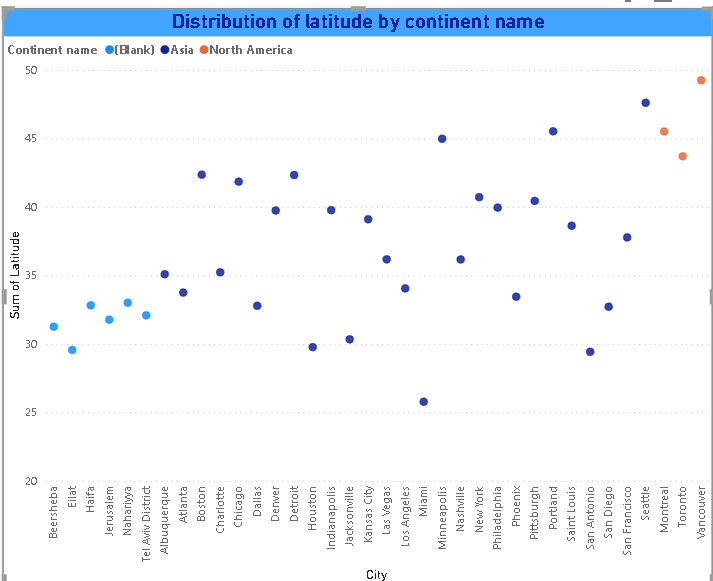 Distribution of latitude by continent name
Continent name (Blank) Asia North America
50
45
40
35
30
25
20
Sum of Latitude
Beersheba
Eilat
Haifa
Jerusalem
Nahariyya
Tel Aviv District
Albuquerque
Atlanta
Boston
Charlotte
Chicago
Dallas
Denver
Detroit
Houston
Indianapolis
Jacksonville
Kansas City
Las Vegas
Los Angeles
Miami
Minneapolis
Nashville
New York
Philadelphia
Phoenix
Pittsburgh
Portland
Saint Louis
San Antonio
San Diego
San Francisco
Seattle
Montreal
Toronto
Vancouver
City